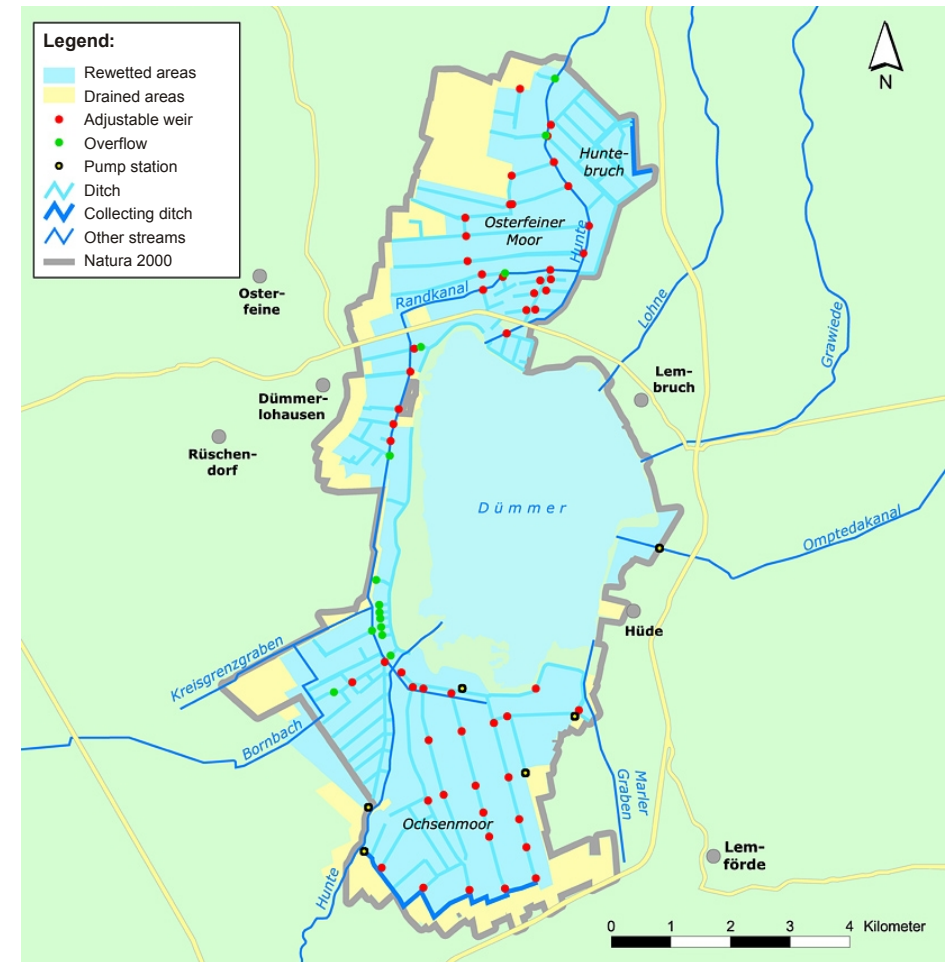 Legend:
Rewetted areas
Drained areas
Adjustable weir
Overflow
Pump station
Ditch
Collecting ditch
Other streams
Natura 2000
N
Hunte-
bruch
Osterfeiner
Moor
Hunte
Randkanal
Oster-
feine
Lohne
Grawiede
Lem-
bruch
Dümmer-
lohausen
Rüschen-
dorf
Dümmer
Omptedakanal
Hüde
Kreisgrenzgraben
Bornbach
Marler
Graben
Ochsenmoor
Lem-
förde
Hunte
0 1 2 3 4 Kilometer